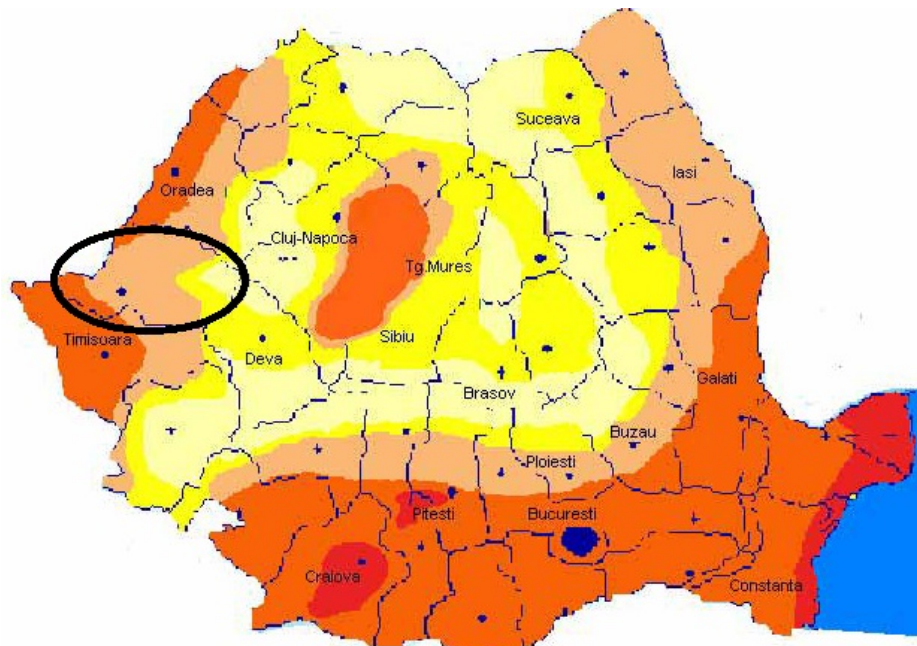 Suceava
Iasi
Oradea
Cluj-Napoca
Tg.Mures
Timisoara
Sibiu
Deva
Brasov
Galati
Buzau
Ploiesti
Pitesti
Bucuresti
Craiova
Constanta